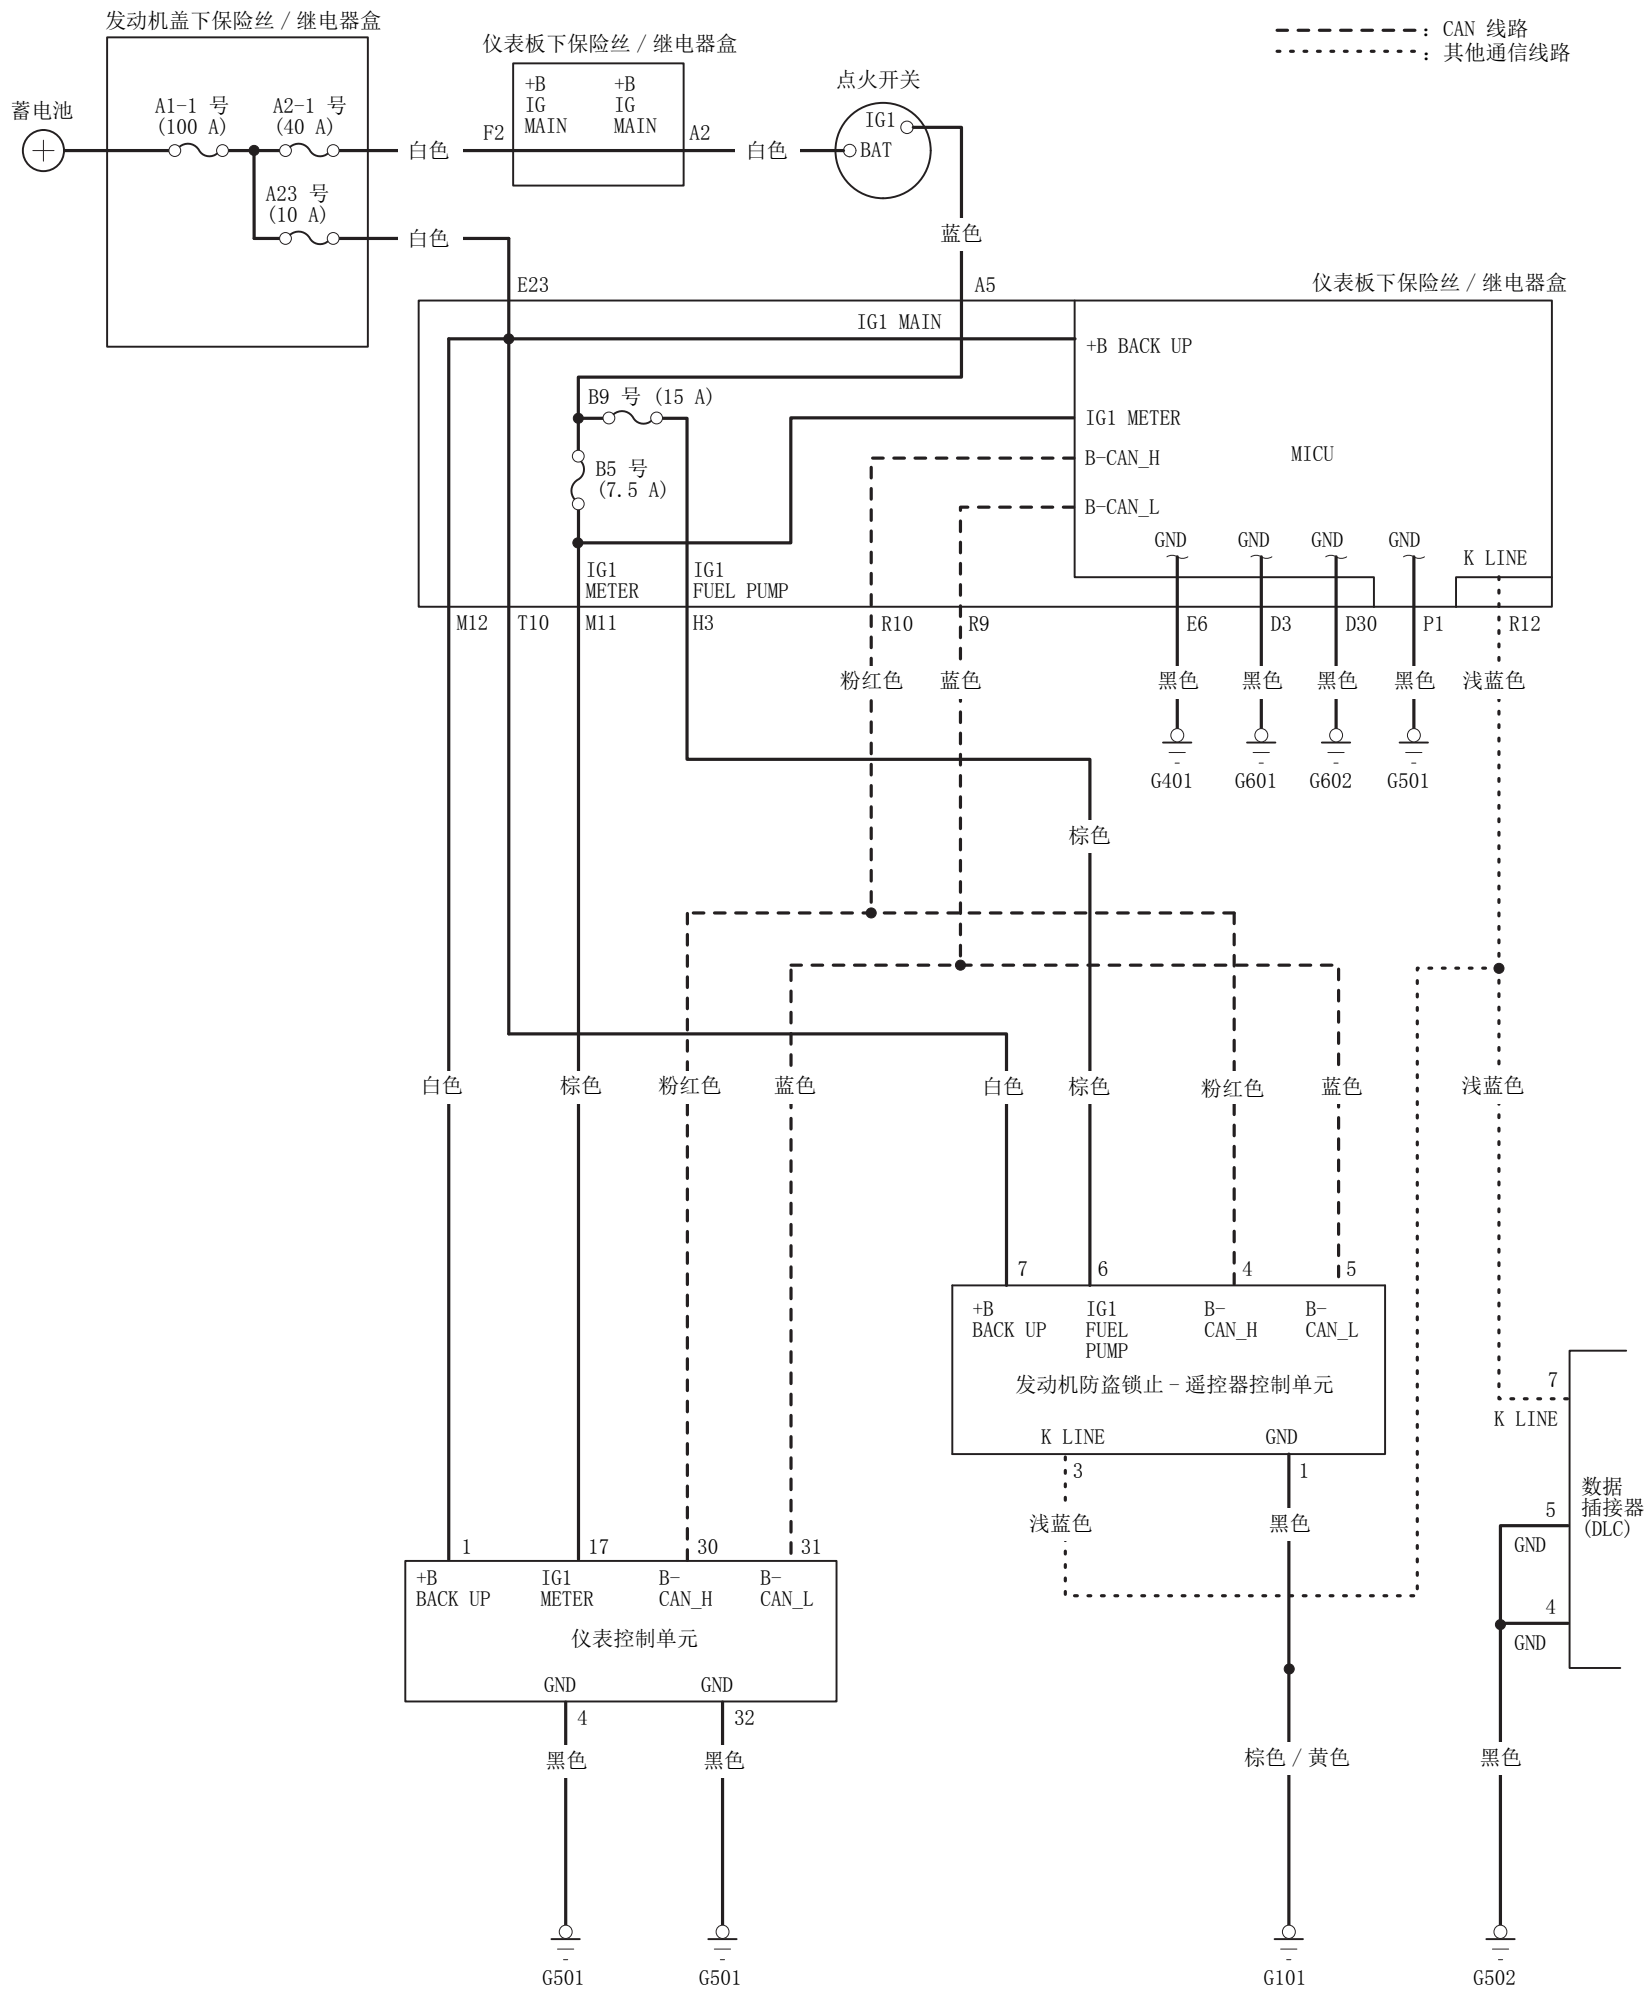 发动机盖下保险丝/继电器盒
仪表板下保险丝/继电器盒
: CAN 线路
: 其他通信线路
点火开关
蓄电池
A1-1 号
(100 A)
A2-1 号
(40 A)
白色
F2
+B
IG
MAIN
+B
IG
MAIN
A2
白色
IG1
BAT
A23 号
(10 A)
白色
蓝色
E23
A5
仪表板下保险丝/继电器盒
IG1 MAIN
+B BACK UP
B9 号 (15 A)
IG1 METER
B5 号
(7.5 A)
B-CAN_H
MICU
B-CAN_L
GND
GND
GND
GND
K LINE
IG1
METER
IG1
FUEL PUMP
M12
T10
M11
H3
R10
R9
E6
D3
D30
P1
R12
粉红色
蓝色
黑色
黑色
黑色
黑色
浅蓝色
G401
G601
G602
G501
棕色
白色
棕色
粉红色
蓝色
白色
棕色
粉红色
蓝色
浅蓝色
7
6
4
5
+B
BACK UP
IG1
FUEL
PUMP
B-
CAN_H
B-
CAN_L
发动机防盗锁止-遥控器控制单元
K LINE
GND
3
1
浅蓝色
黑色
7
K LINE
数据
插接器
(DLC)
5
GND
4
GND
1
17
30
31
+B
BACK UP
IG1
METER
B-
CAN_H
B-
CAN_L
仪表控制单元
GND
GND
4
32
黑色
黑色
棕色/黄色
黑色
G501
G501
G101
G502